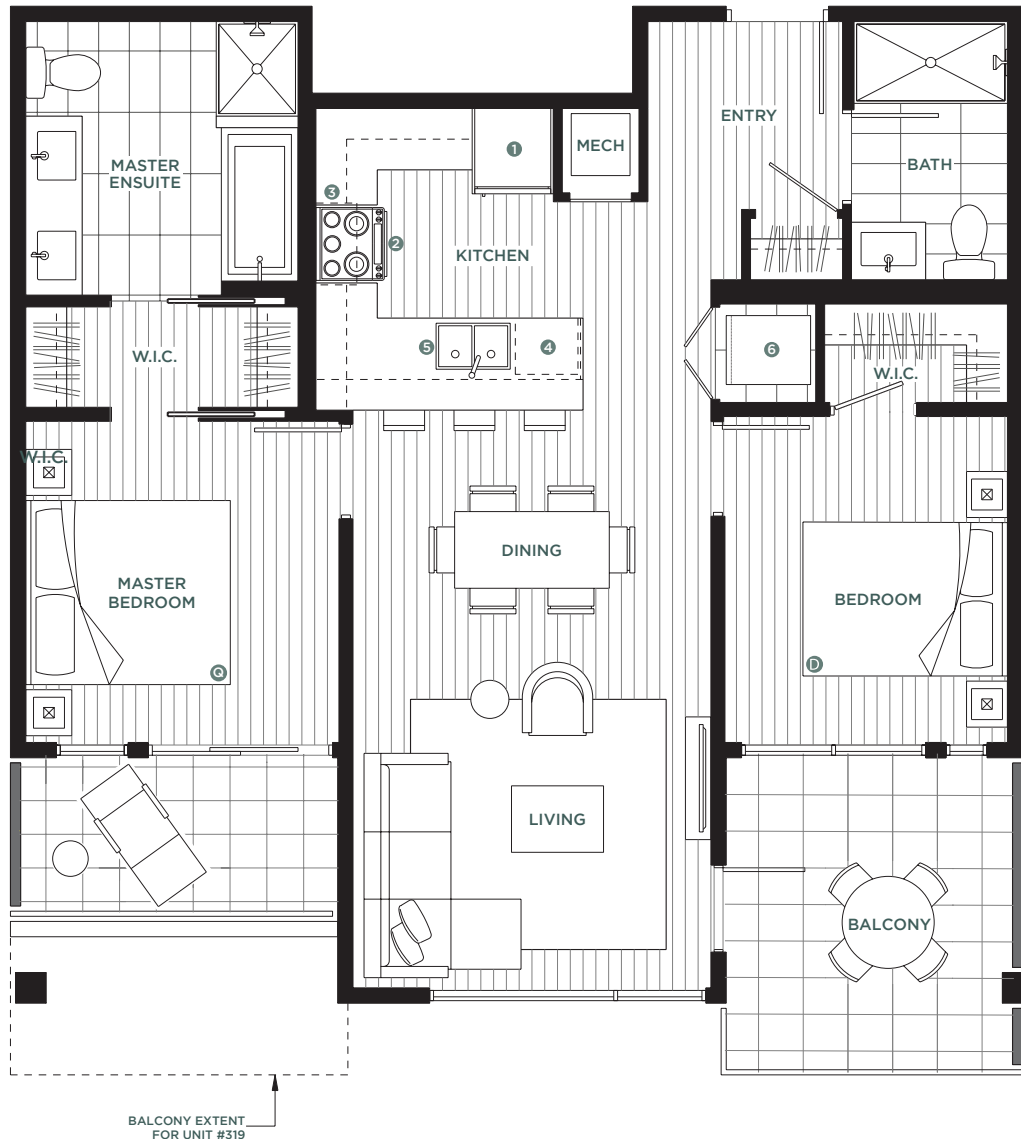 ENTRY
MASTER
ENSUITE
1
MECH
BATH
3
2
KITCHEN
5
4
6
W.I.C.
W.I.C.
W.I.C.
DINING
MASTER
BEDROOM
BEDROOM
Q
D
LIVING
BALCONY
BALCONY EXTENT
FOR UNIT #319